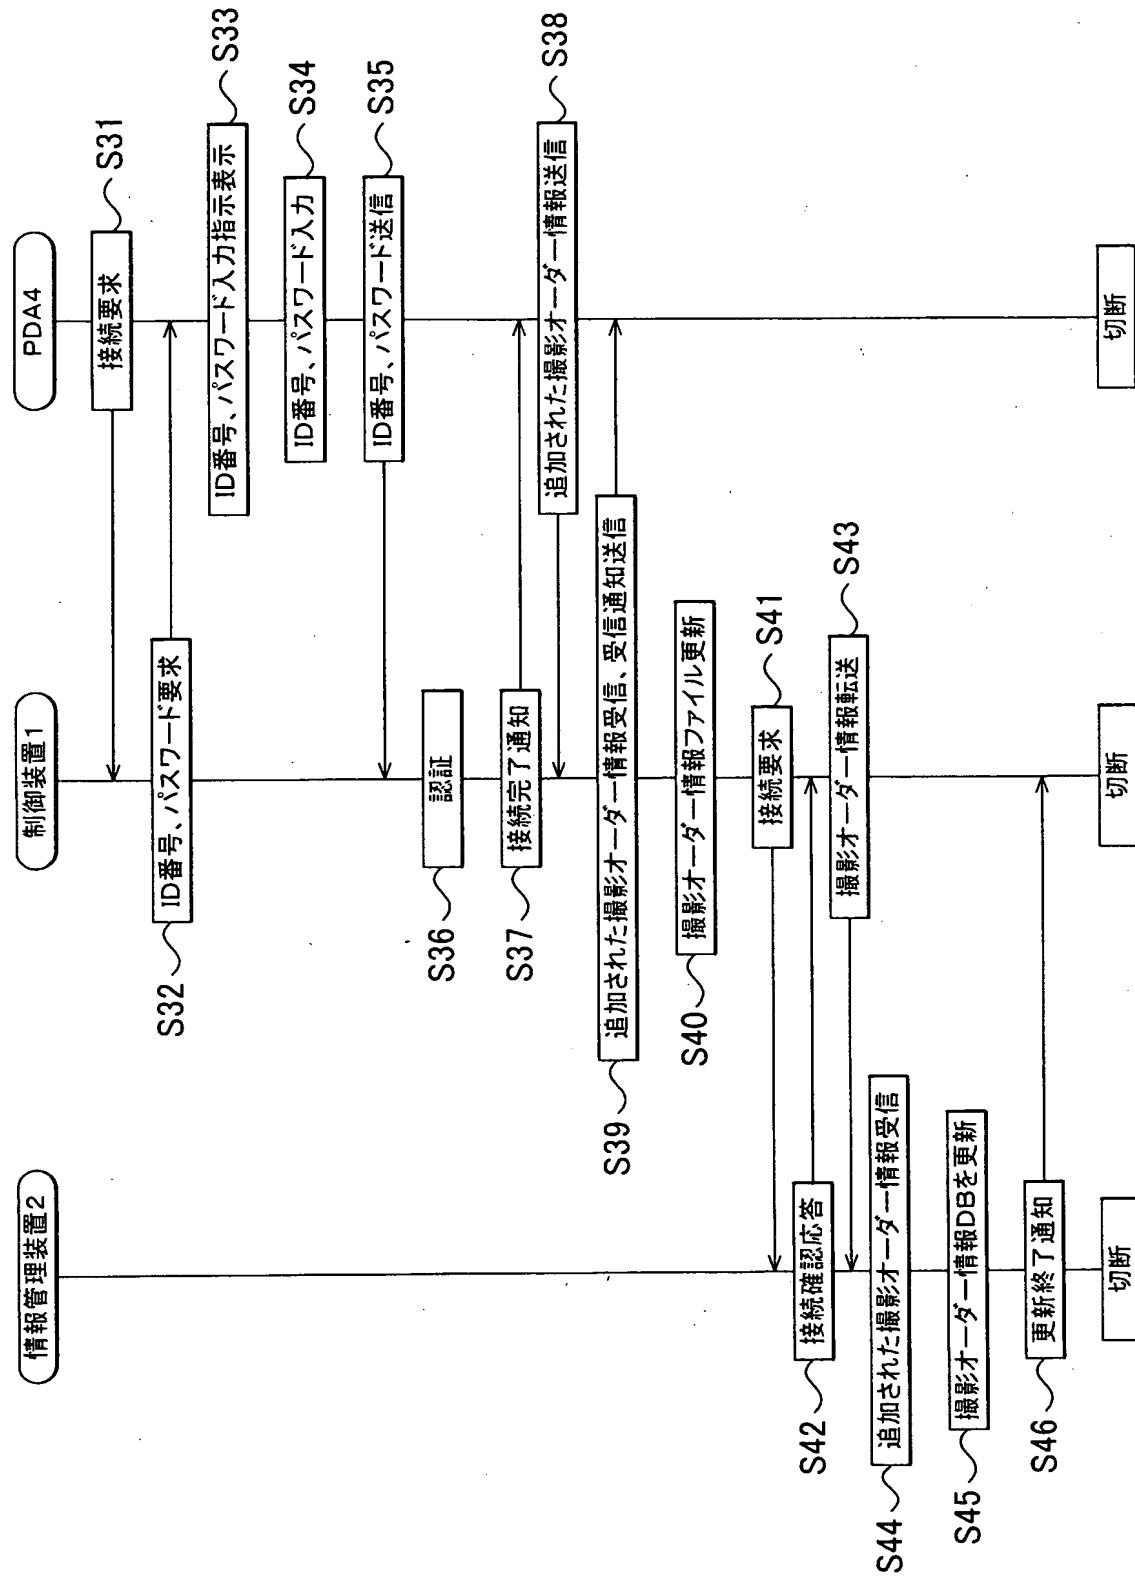 情報管理装置2
制御装置1
PDA4
接続要求
S31
ID番号、パスワード要求
S32
ID番号、パスワード入力指示表示
S33
ID番号、パスワード入力
S34
ID番号、パスワード送信
S35
認証
S36
接続完了通知
S37
追加された撮影オーダー情報送信
S38
追加された撮影オーダー情報受信、受信通知送信
S39
撮影オーダー情報ファイル更新
S40
接続要求
S41
接続確認応答
S42
撮影オーダー情報転送
S43
追加された撮影オーダー情報受信
S44
撮影オーダー情報DBを更新
S45
更新終了通知
S46
切断
切断
切断